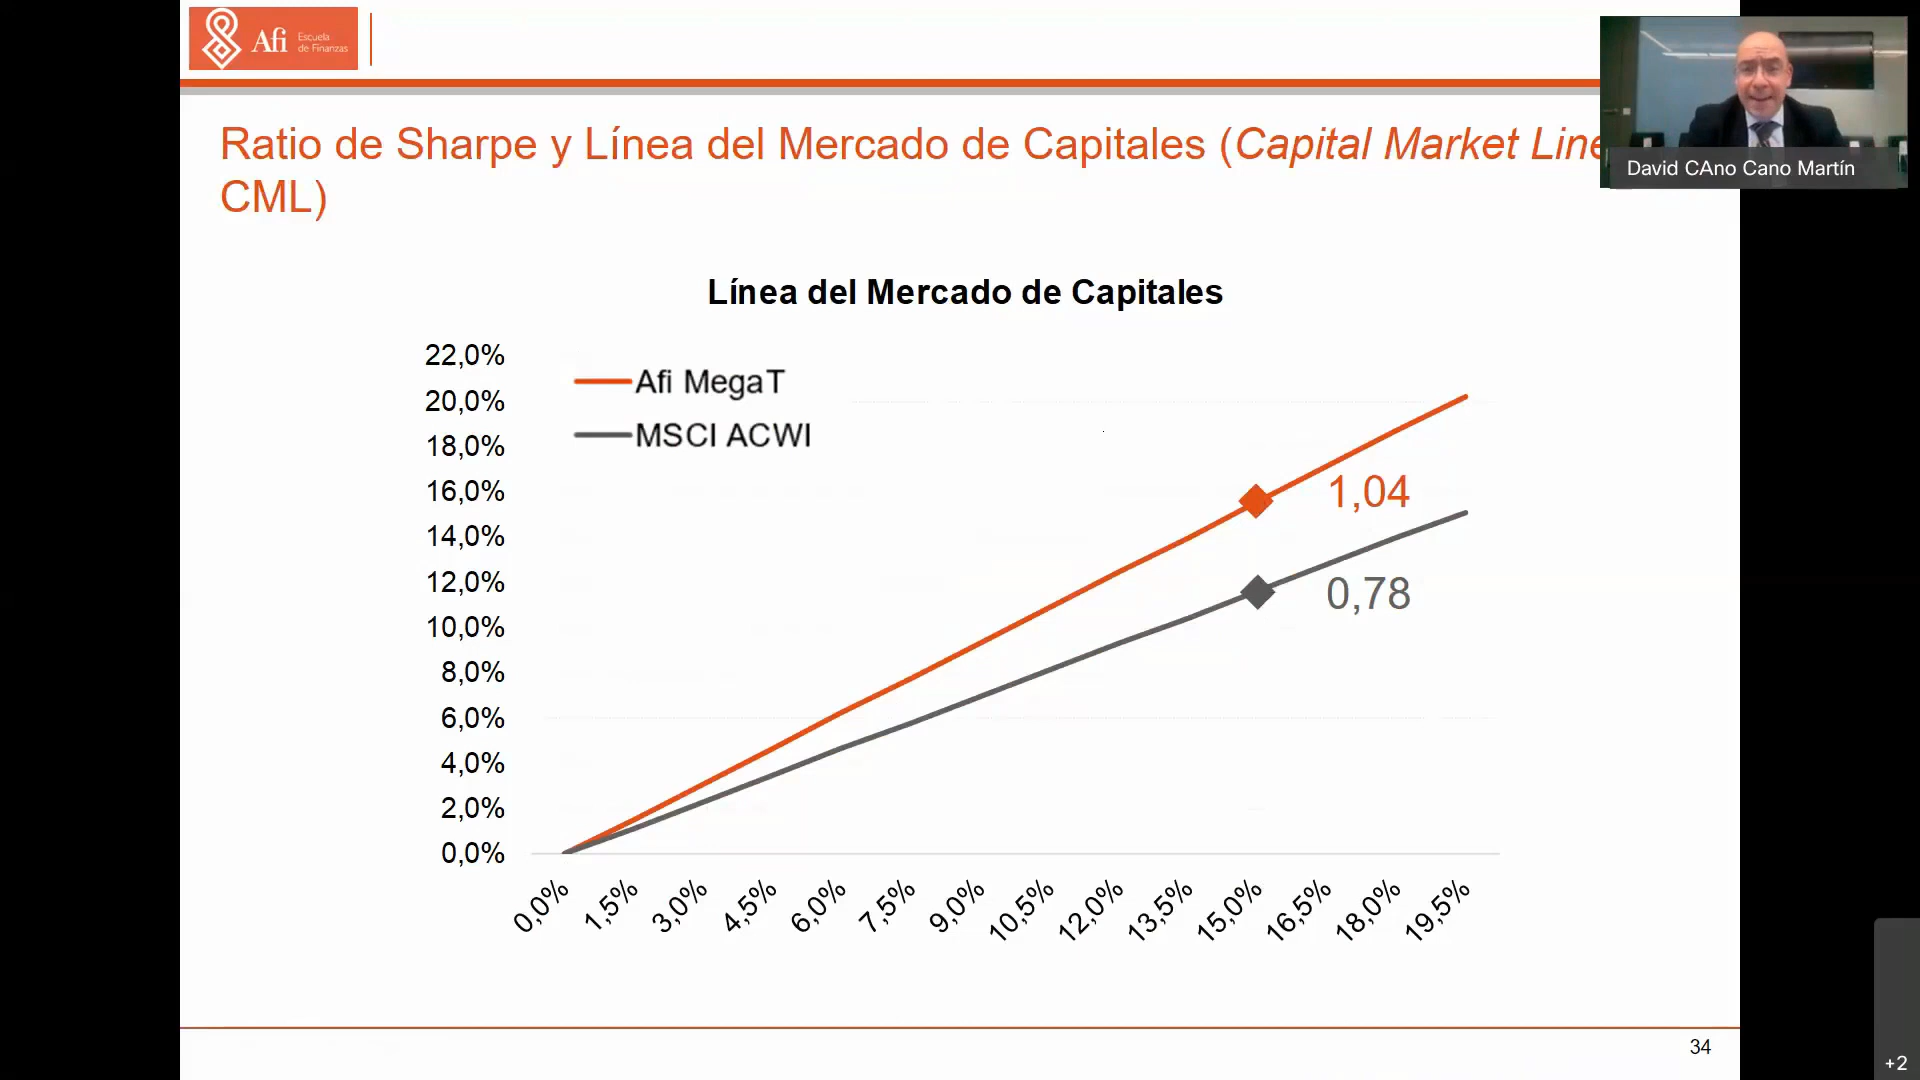 Afi Escuela
de Finanzas
David CAno Cano Martín
Ratio de Sharpe y Línea del Mercado de Capitales (Capital Market Line
CML)
Línea del Mercado de Capitales
22,0%
20,0%
18,0%
16,0%
14,0%
12,0%
10,0%
8,0%
6,0%
4,0%
2,0%
0,0%
Afi MegaT
MSCI ACWI
1,04
0,78
0,0% 1,5% 3,0% 4,5% 6,0% 7,5% 9,0% 10,5% 12,0% 13,5% 15,0% 16,5% 18,0% 19,5%
34
+2